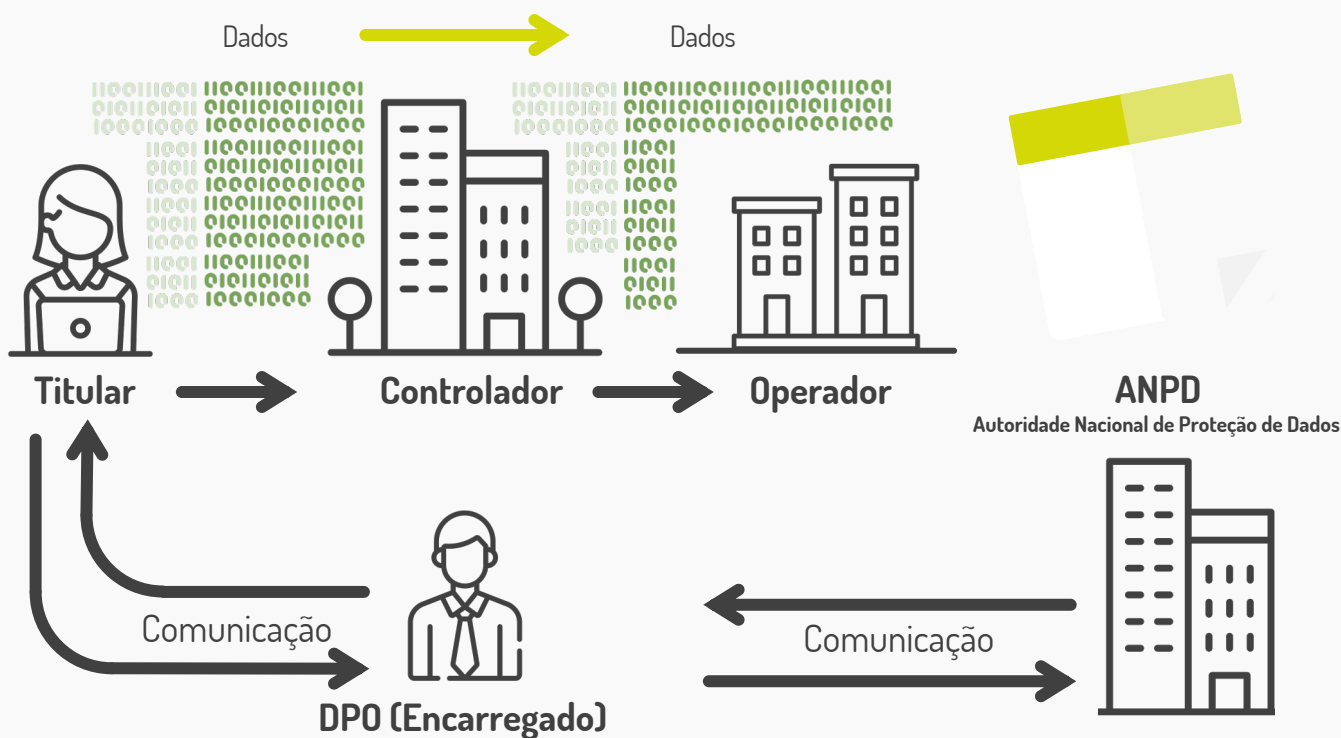 Dados
Dados
Titular
Controlador
Operador
ANPD
Autoridade Nacional de Proteção de Dados
Comunicação
Comunicação
DPO (Encarregado)